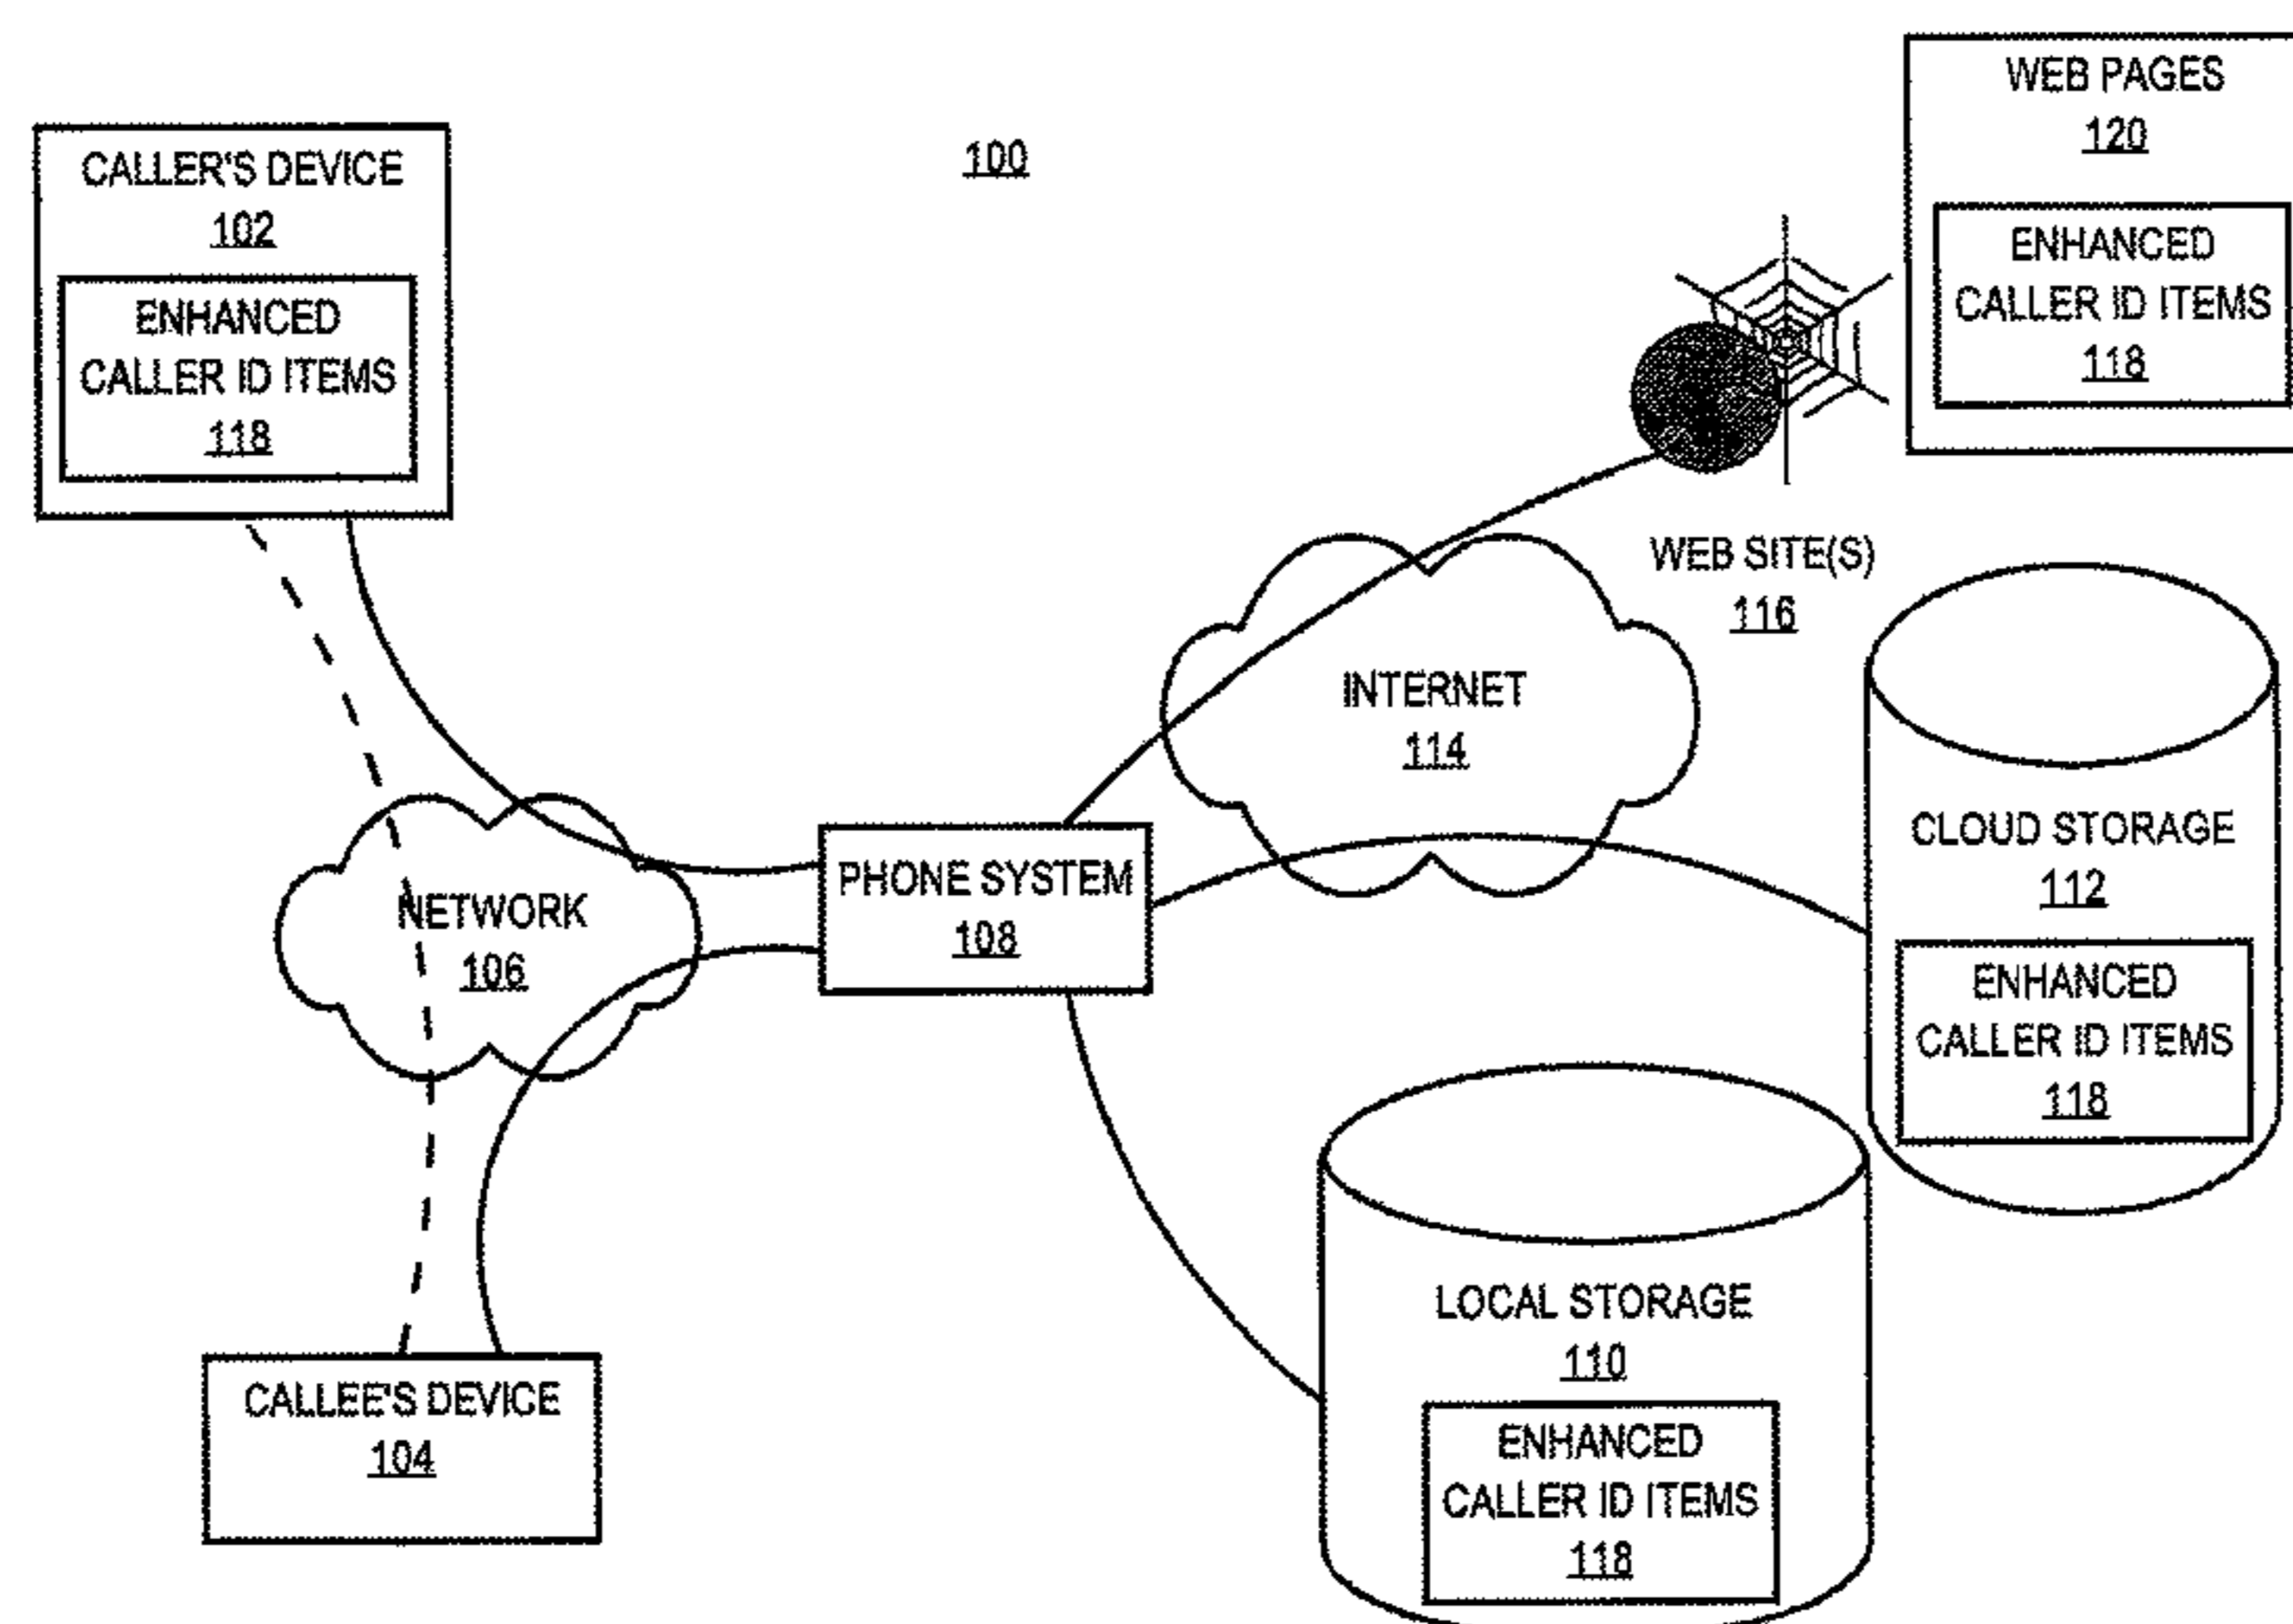 100
CALLER'S DEVICE
102
ENHANCED
CALLER ID ITEMS
118
WEB PAGES
120
ENHANCED
CALLER ID ITEMS
118
WEB SITE(S)
116
INTERNET
114
NETWORK
106
PHONE SYSTEM
108
CLOUD STORAGE
112
ENHANCED
CALLER ID ITEMS
118
CALLEE'S DEVICE
104
LOCAL STORAGE
110
ENHANCED
CALLER ID ITEMS
118